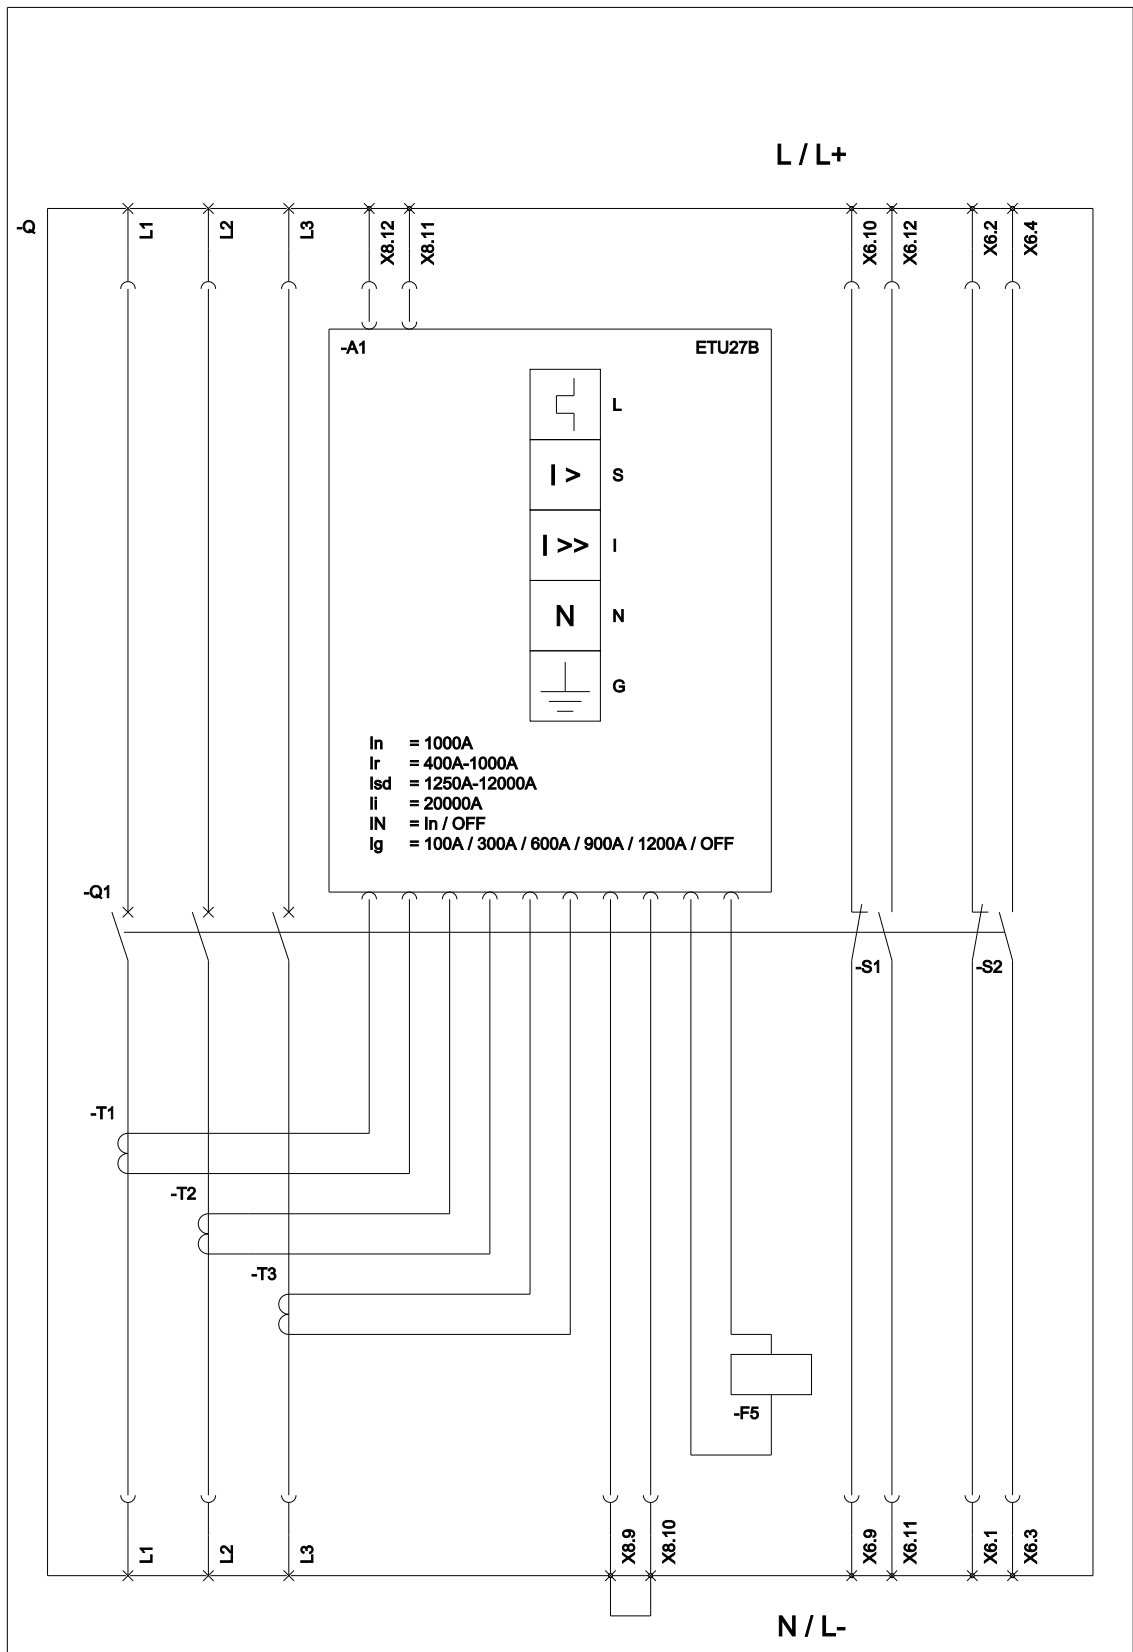 L / L+
-Q
L1
L2
L3
X8.12
X8.11
X6.10
X6.12
X6.2
X6.4
-A1
ETU27B
L
I >
S
I >>
I
N
N
G
In = 1000A
Ir = 400A-1000A
Isd = 1250A-12000A
Ii = 20000A
IN = In / OFF
Ig = 100A / 300A / 600A / 900A / 1200A / OFF
-Q1
-S1
-S2
-T1
-T2
-T3
-F5
L1
L2
L3
X8.9
X8.10
X6.9
X6.11
X6.1
X6.3
N / L-